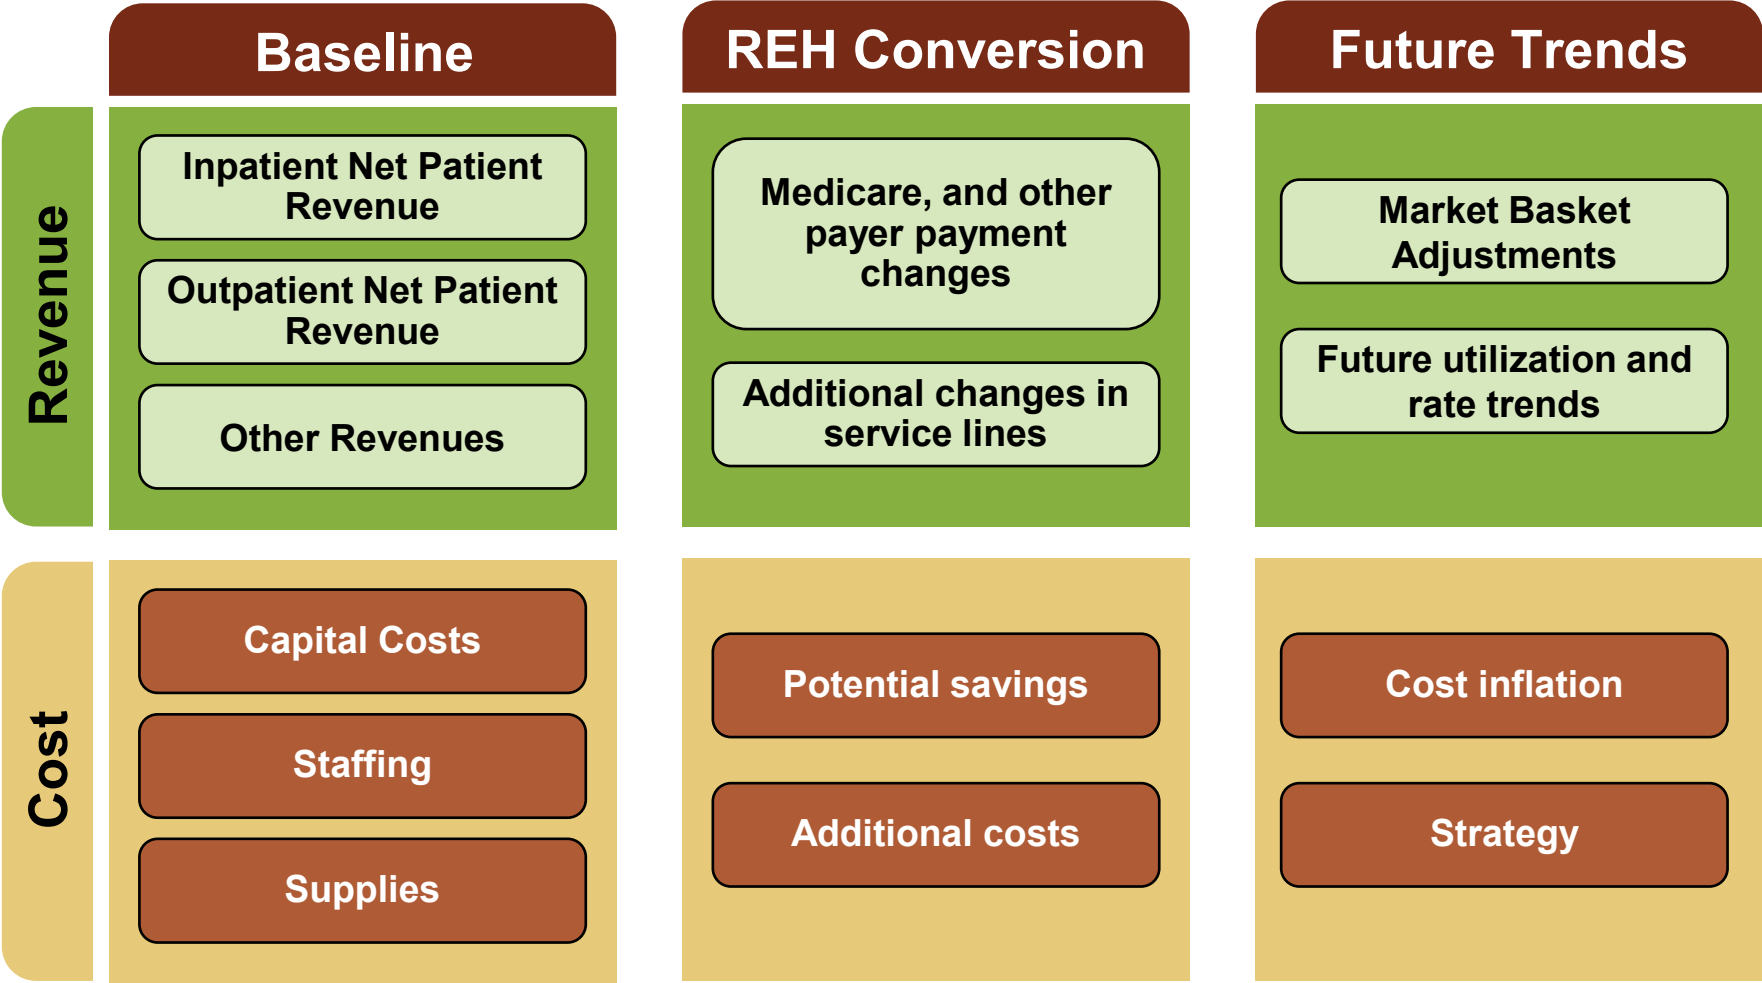 Baseline
REH Conversion
Future Trends
Revenue
Inpatient Net Patient
Revenue
Outpatient Net Patient
Revenue
Other Revenues
Medicare, and other
payer payment
changes
Additional changes in
service lines
Market Basket
Adjustments
Future utilization and
rate trends
Cost
Capital Costs
Staffing
Supplies
Potential savings
Additional costs
Cost inflation
Strategy